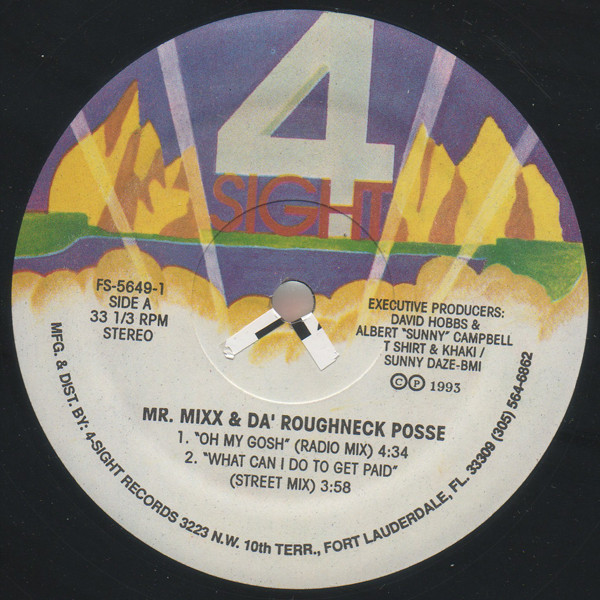 4
SIGHT
FS-5649-1
SIDE A
33 1/3 RPM
STEREO
EXECUTIVE PRODUCERS:
DAVID HOBBS &
ALBERT "SUNNY" CAMPBELL
T SHIRT & KHAKI /
SUNNY DAZE-BMI
©℗ 1993
MR. MIXX & DA' ROUGHNECK POSSE
1. "OH MY GOSH" (RADIO MIX) 4:34
2. "WHAT CAN I DO TO GET PAID"
(STREET MIX) 3:58
MFG. & DIST. BY: 4-SIGHT RECORDS 3223 N.W. 10th TERR., FORT LAUDERDALE, FL. 33309 (305) 564-6862